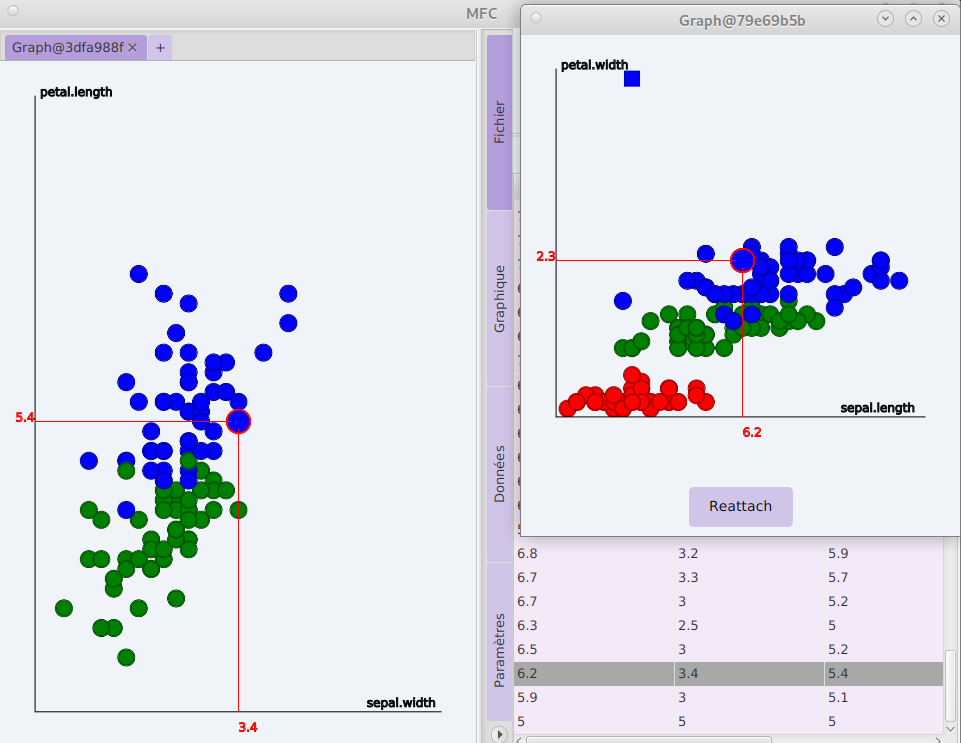 MFC
Graph@3dfa988f ×
+
petal.length
5.4
sepal.width
3.4
Fichier
Graphique
Données
Paramètres
Graph@79e69b5b
petal.width
2.3
sepal.length
6.2
Reattach
6.8 3.2 5.9
6.7 3.3 5.7
6.7 3 5.2
6.3 2.5 5
6.5 3 5.2
6.2 3.4 5.4
5.9 3 5.1
5 5 5